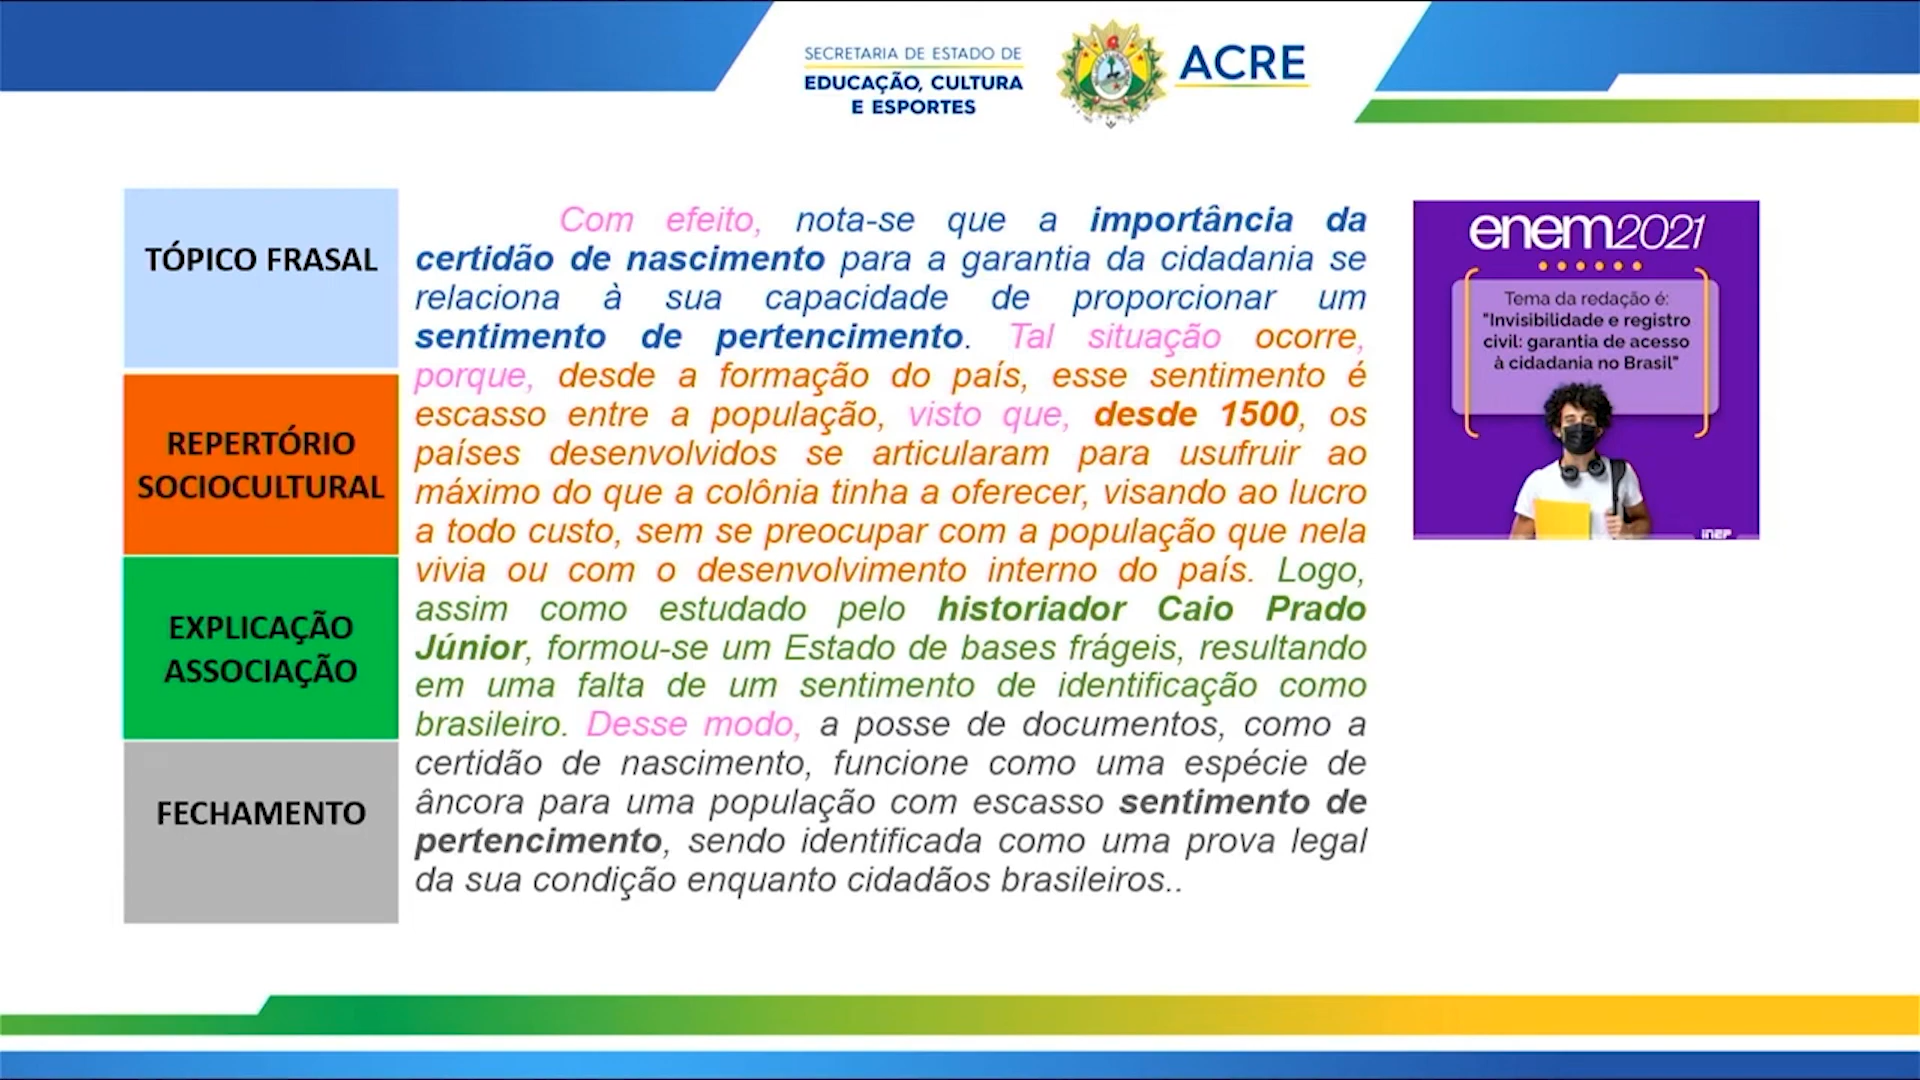 SECRETARIA DE ESTADO DE
EDUCAÇÃO, CULTURA
E ESPORTES
ACRE
TÓPICO FRASAL
REPERTÓRIO
SOCIOCULTURAL
EXPLICAÇÃO
ASSOCIAÇÃO
FECHAMENTO
Com efeito, nota-se que a importância da
certidão de nascimento para a garantia da cidadania se
relaciona à sua capacidade de proporcionar um
sentimento de pertencimento. Tal situação ocorre,
porque, desde a formação do país, esse sentimento é
escasso entre a população, visto que, desde 1500, os
países desenvolvidos se articularam para usufruir ao
máximo do que a colônia tinha a oferecer, visando ao lucro
a todo custo, sem se preocupar com a população que nela
vivia ou com o desenvolvimento interno do país. Logo,
assim como estudado pelo historiador Caio Prado
Júnior, formou-se um Estado de bases frágeis, resultando
em uma falta de um sentimento de identificação como
brasileiro. Desse modo, a posse de documentos, como a
certidão de nascimento, funcione como uma espécie de
âncora para uma população com escasso sentimento de
pertencimento, sendo identificada como uma prova legal
da sua condição enquanto cidadãos brasileiros..
enem2021
Tema da redação é:
"Invisibilidade e registro
civil: garantia de acesso
à cidadania no Brasil"
inep